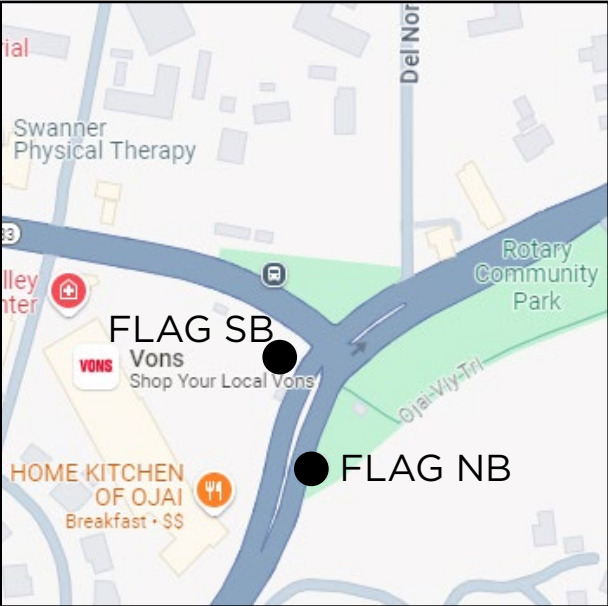 rial
Del Nor
Swanner
Physical Therapy
33
Rotary
Community
Park
lley
nter
FLAG SB
VONS
Vons
Shop Your Local Vons
Ojai Vly Trl
FLAG NB
HOME KITCHEN
OF OJAI
Breakfast • $$